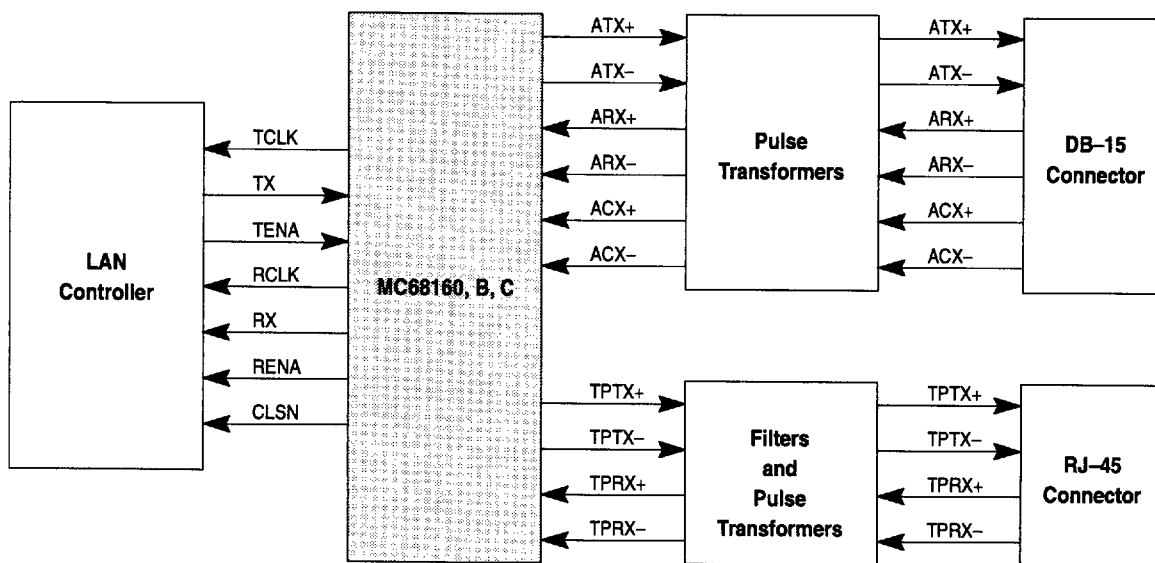 LAN
Controller
TCLK
TX
TENA
RCLK
RX
RENA
CLSN
MC68160, B, C
ATX+
ATX–
ARX+
ARX–
ACX+
ACX–
Pulse
Transformers
ATX+
ATX–
ARX+
ARX–
ACX+
ACX–
DB–15
Connector
TPTX+
TPTX–
TPRX+
TPRX–
Filters
and
Pulse
Transformers
TPTX+
TPTX–
TPRX+
TPRX–
RJ–45
Connector